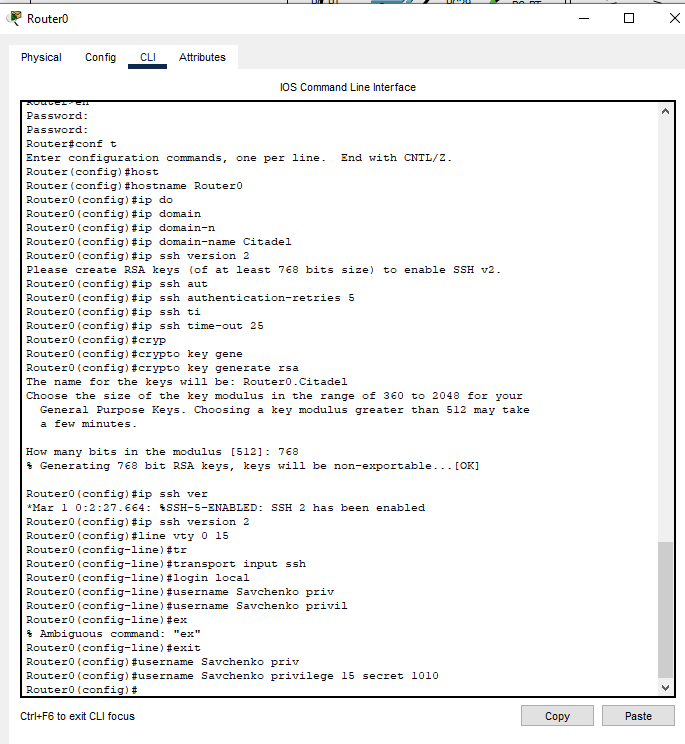 Router0
Physical Config CLI Attributes
IOS Command Line Interface
Router>en
Password:
Password:
Router#conf t
Enter configuration commands, one per line.  End with CNTL/Z.
Router(config)#host
Router(config)#hostname Router0
Router0(config)#ip do
Router0(config)#ip domain
Router0(config)#ip domain-n
Router0(config)#ip domain-name Citadel
Router0(config)#ip ssh version 2
Please create RSA keys (of at least 768 bits size) to enable SSH v2.
Router0(config)#ip ssh aut
Router0(config)#ip ssh authentication-retries 5
Router0(config)#ip ssh ti
Router0(config)#ip ssh time-out 25
Router0(config)#cryp
Router0(config)#crypto key gene
Router0(config)#crypto key generate rsa
The name for the keys will be: Router0.Citadel
Choose the size of the key modulus in the range of 360 to 2048 for your
  General Purpose Keys. Choosing a key modulus greater than 512 may take
  a few minutes.
How many bits in the modulus [512]: 768
% Generating 768 bit RSA keys, keys will be non-exportable...[OK]
Router0(config)#ip ssh ver
*Mar 1 0:2:27.664: %SSH-5-ENABLED: SSH 2 has been enabled
Router0(config)#ip ssh version 2
Router0(config)#line vty 0 15
Router0(config-line)#tr
Router0(config-line)#transport input ssh
Router0(config-line)#login local
Router0(config-line)#username Savchenko priv
Router0(config-line)#username Savchenko privil
Router0(config-line)#ex
% Ambiguous command: "ex"
Router0(config-line)#exit
Router0(config)#username Savchenko priv
Router0(config)#username Savchenko privilege 15 secret 1010
Router0(config)#
Ctrl+F6 to exit CLI focus
Copy Paste